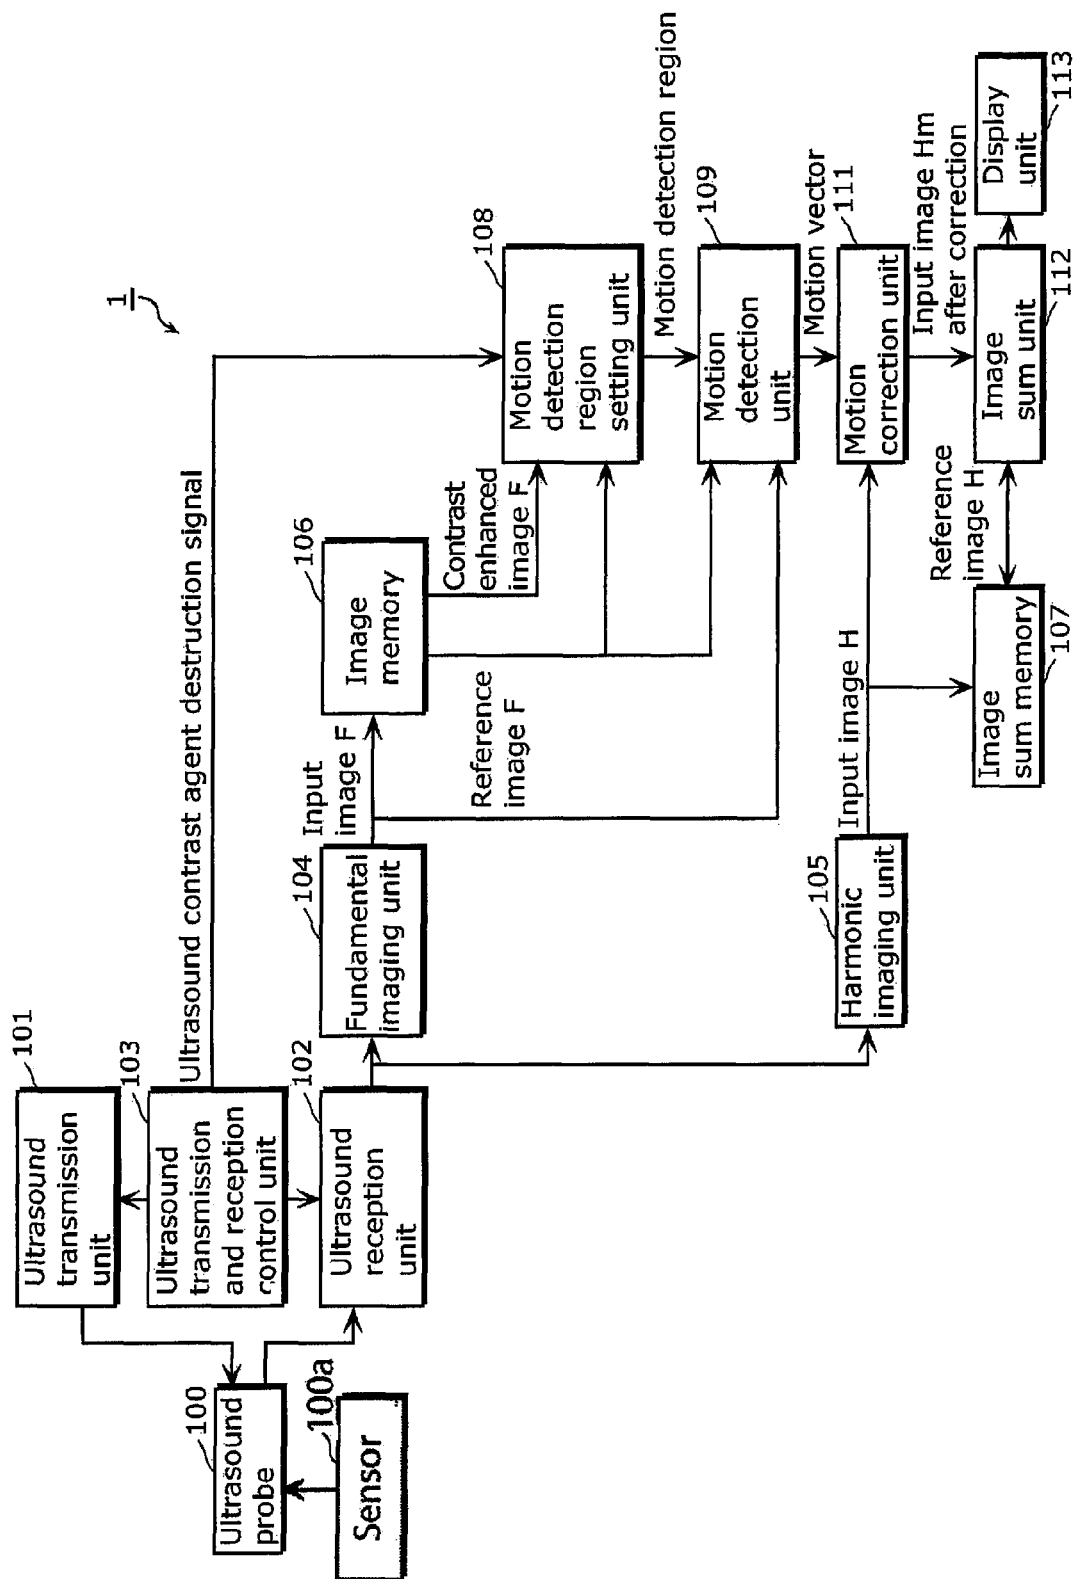 1
101
Ultrasound
transmission
unit
103
Ultrasound
transmission
and reception
control unit
Ultrasound contrast agent destruction signal
102
Ultrasound
reception
unit
100
Ultrasound
probe
100a
Sensor
104
Fundamental
imaging unit
Input
image F
Reference
image F
106
Image
memory
Contrast
enhanced
image F
108
Motion
detection
region
setting unit
Motion detection region
109
Motion
detection
unit
Motion vector
105
Harmonic
imaging unit
Input image H
111
Motion
correction unit
Input image Hm
after correction
Image
sum memory
107
Reference
image H
Image
sum unit
112
Display
unit
113